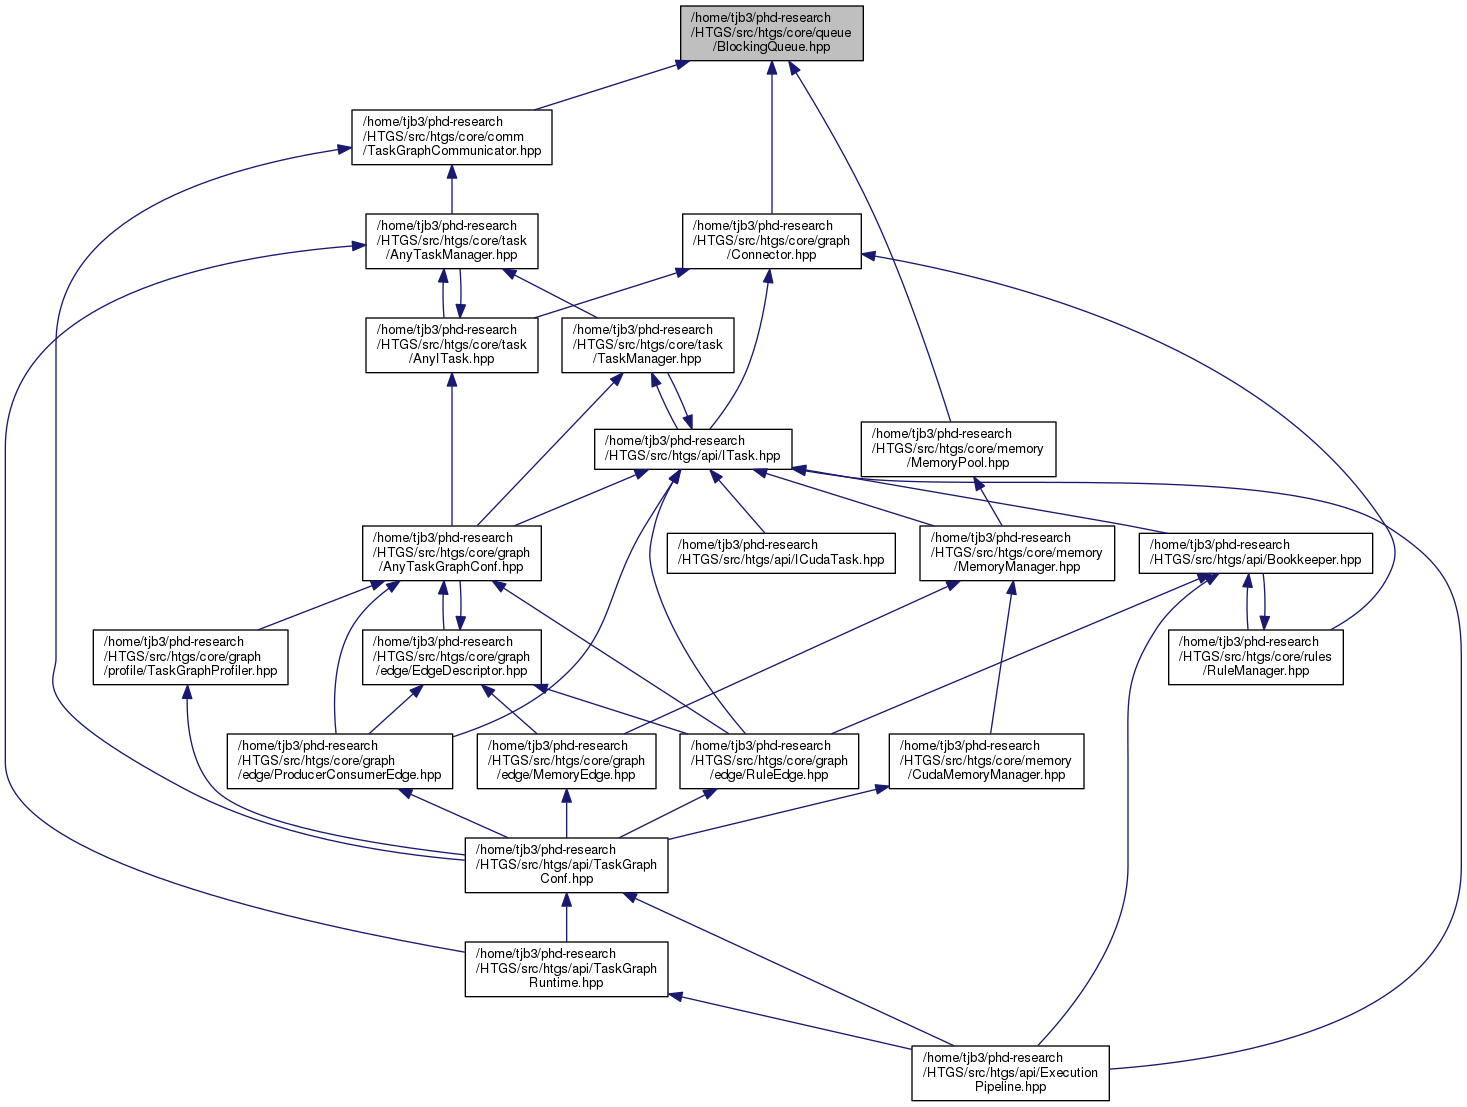 /home/tjb3/phd-research
/HTGS/src/htgs/core/queue
/BlockingQueue.hpp
/home/tjb3/phd-research
/HTGS/src/htgs/core/comm
/TaskGraphCommunicator.hpp
/home/tjb3/phd-research
/HTGS/src/htgs/core/task
/AnyTaskManager.hpp
/home/tjb3/phd-research
/HTGS/src/htgs/core/graph
/Connector.hpp
/home/tjb3/phd-research
/HTGS/src/htgs/core/task
/AnyITask.hpp
/home/tjb3/phd-research
/HTGS/src/htgs/core/task
/TaskManager.hpp
/home/tjb3/phd-research
/HTGS/src/htgs/api/ITask.hpp
/home/tjb3/phd-research
/HTGS/src/htgs/core/memory
/MemoryPool.hpp
/home/tjb3/phd-research
/HTGS/src/htgs/core/graph
/AnyTaskGraphConf.hpp
/home/tjb3/phd-research
/HTGS/src/htgs/api/ICudaTask.hpp
/home/tjb3/phd-research
/HTGS/src/htgs/core/memory
/MemoryManager.hpp
/home/tjb3/phd-research
/HTGS/src/htgs/api/Bookkeeper.hpp
/home/tjb3/phd-research
/HTGS/src/htgs/core/graph
/profile/TaskGraphProfiler.hpp
/home/tjb3/phd-research
/HTGS/src/htgs/core/graph
/edge/EdgeDescriptor.hpp
/home/tjb3/phd-research
/HTGS/src/htgs/core/rules
/RuleManager.hpp
/home/tjb3/phd-research
/HTGS/src/htgs/core/graph
/edge/ProducerConsumerEdge.hpp
/home/tjb3/phd-research
/HTGS/src/htgs/core/graph
/edge/MemoryEdge.hpp
/home/tjb3/phd-research
/HTGS/src/htgs/core/graph
/edge/RuleEdge.hpp
/home/tjb3/phd-research
/HTGS/src/htgs/core/memory
/CudaMemoryManager.hpp
/home/tjb3/phd-research
/HTGS/src/htgs/api/TaskGraph
Conf.hpp
/home/tjb3/phd-research
/HTGS/src/htgs/api/TaskGraph
Runtime.hpp
/home/tjb3/phd-research
/HTGS/src/htgs/api/Execution
Pipeline.hpp